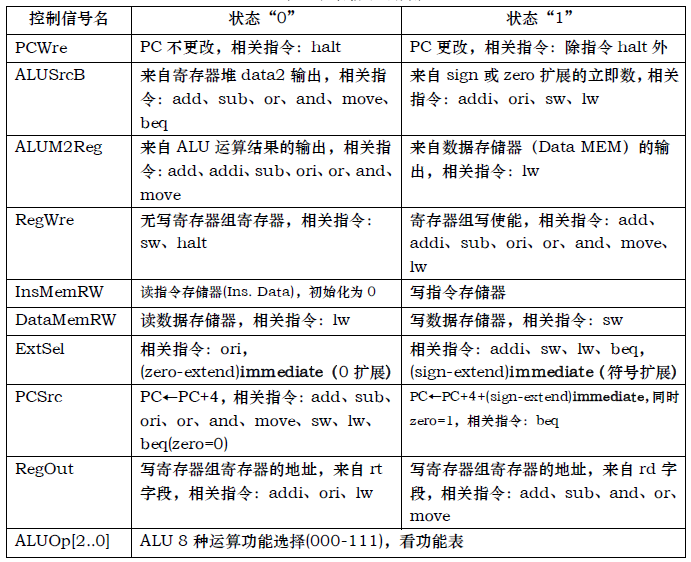 控制信号名 状态“0” 状态“1”
PCWre PC 不更改，相关指令：halt PC 更改，相关指令：除指令 halt 外
ALUSrcB 来自寄存器堆 data2 输出，相关指 来自 sign 或 zero 扩展的立即数，相关
令：add、sub、or、and、move、 指令：addi、ori、sw、lw
beq
ALUM2Reg 来自 ALU 运算结果的输出，相关指 来自数据存储器（Data MEM）的输
令：add、addi、sub、ori、or、and、 出，相关指令：lw
move
RegWre 无写寄存器组寄存器，相关指令： 寄存器组写使能，相关指令：add、
sw、halt addi、sub、ori、or、and、move、
lw
InsMemRW 读指令存储器(Ins. Data)，初始化为 0 写指令存储器
DataMemRW 读数据存储器，相关指令：lw 写数据存储器，相关指令：sw
ExtSel 相关指令：ori， 相关指令：addi、sw、lw、beq，
(zero-extend)immediate（0 扩展） (sign-extend)immediate（符号扩展）
PCSrc PC←PC+4，相关指令：add、sub、 PC←PC+4+(sign-extend)immediate，同时
ori、or、and、move、sw、lw、 zero=1，相关指令：beq
beq(zero=0)
RegOut 写寄存器组寄存器的地址，来自 rt 写寄存器组寄存器的地址，来自 rd 字
字段，相关指令：addi、ori、lw 段，相关指令：add、sub、and、or、
move
ALUOp[2..0] ALU 8 种运算功能选择(000-111)，看功能表